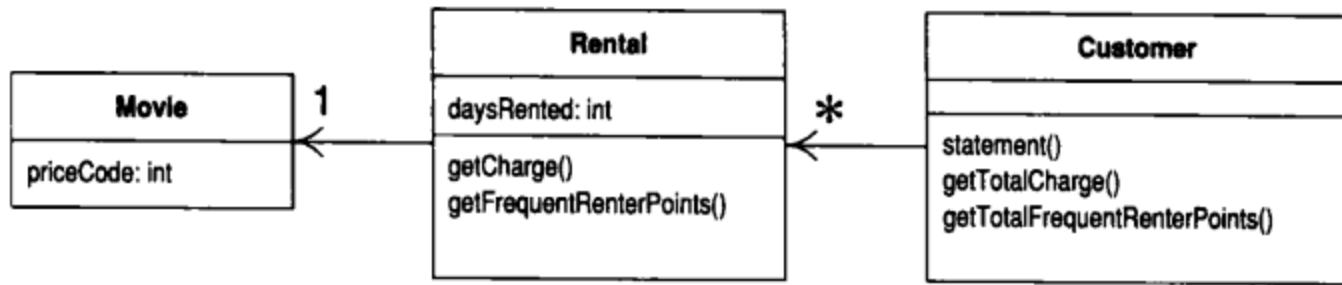 Movie
priceCode: int
1
Rental
daysRented: int
getCharge()
getFrequentRenterPoints()
*
Customer
statement()
getTotalCharge()
getTotalFrequentRenterPoints()